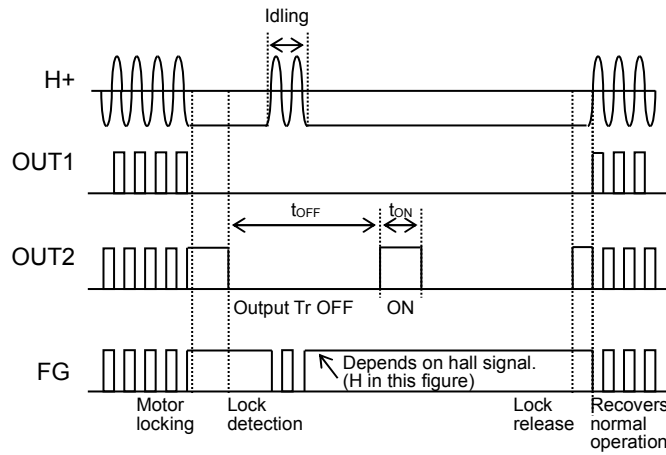 Idling
H+
OUT1
tOFF
tON
OUT2
Output Tr OFF
ON
FG
Depends on hall signal.
(H in this figure)
Motor
locking
Lock
detection
Lock
release
Recovers
normal
operation